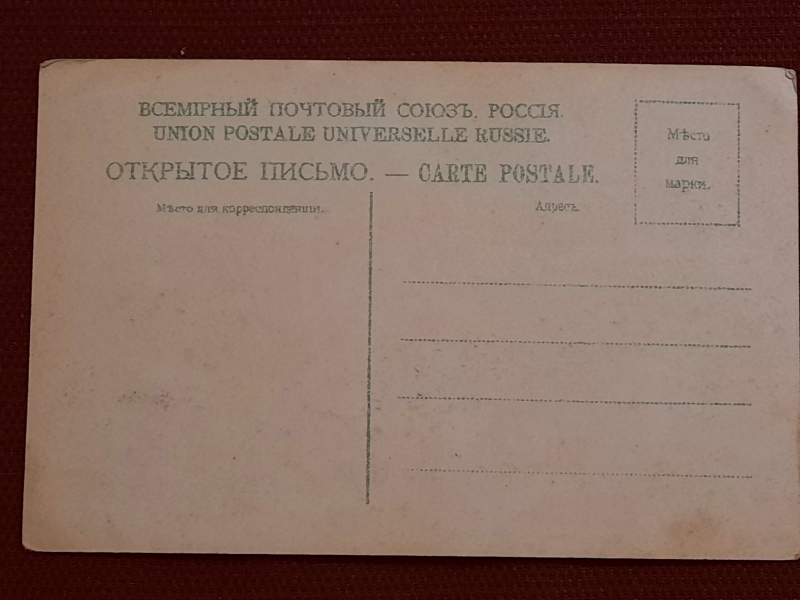 ВСЕМІРНЫЙ ПОЧТОВЫЙ СОЮЗЪ. РОССІЯ.
UNION POSTALE UNIVERSELLE RUSSIE.
ОТКРЫТОЕ ПИСЬМО. — CARTE POSTALE.
Мѣсто для корреспонденціи.
Адресъ.
Мѣсто
для
марки.